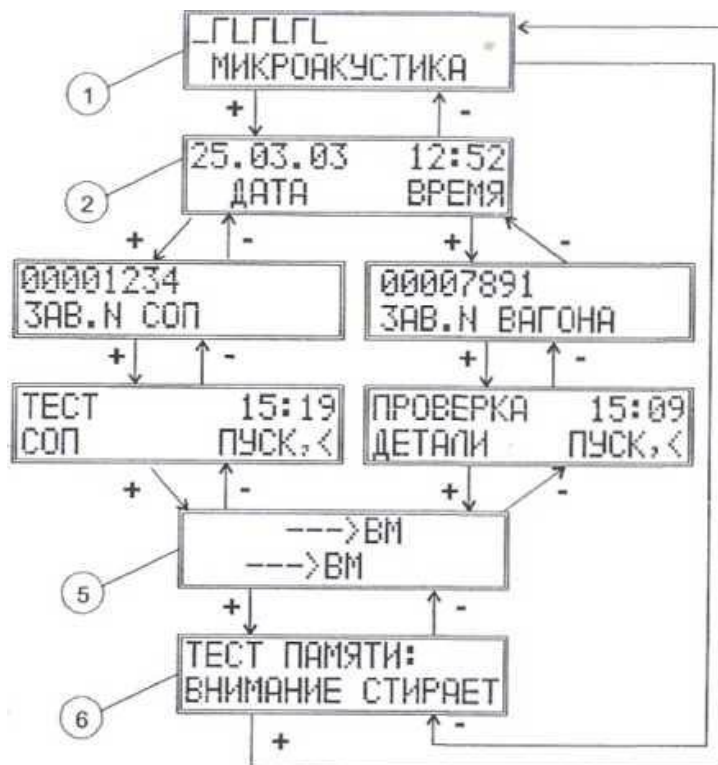 МИКРОАКУСТИКА
1
+ -
25.03.03 12:52
ДАТА ВРЕМЯ
2
+ - + -
00001234
ЗАВ.N СОП
00007891
ЗАВ.N ВАГОНА
+ - + -
ТЕСТ 15:19
СОП ПУСК,<
ПРОВЕРКА 15:09
ДЕТАЛИ ПУСК,<
+ - + -
--->ВМ
--->ВМ
5
+ -
ТЕСТ ПАМЯТИ:
ВНИМАНИЕ СТИРАЕТ
6
+ -